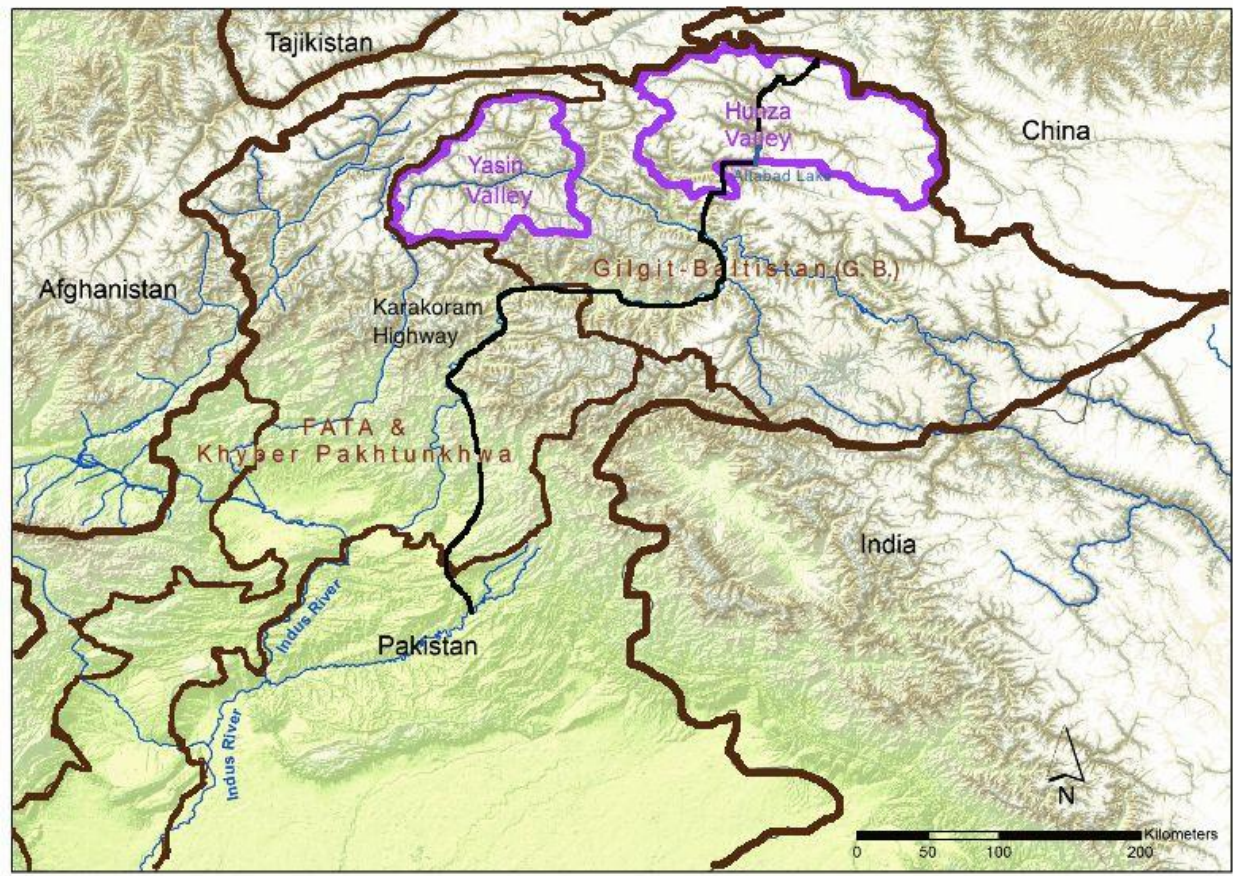 Tajikistan
China
Hunza
Valley
Yasin
Valley
Attabad Lake
Gilgit-Baltistan (G. B.)
Afghanistan
Karakoram
Highway
FATA &
Khyber Pakhtunkhwa
India
Indus River
Pakistan
Indus River
N
Kilometers
0 50 100 200